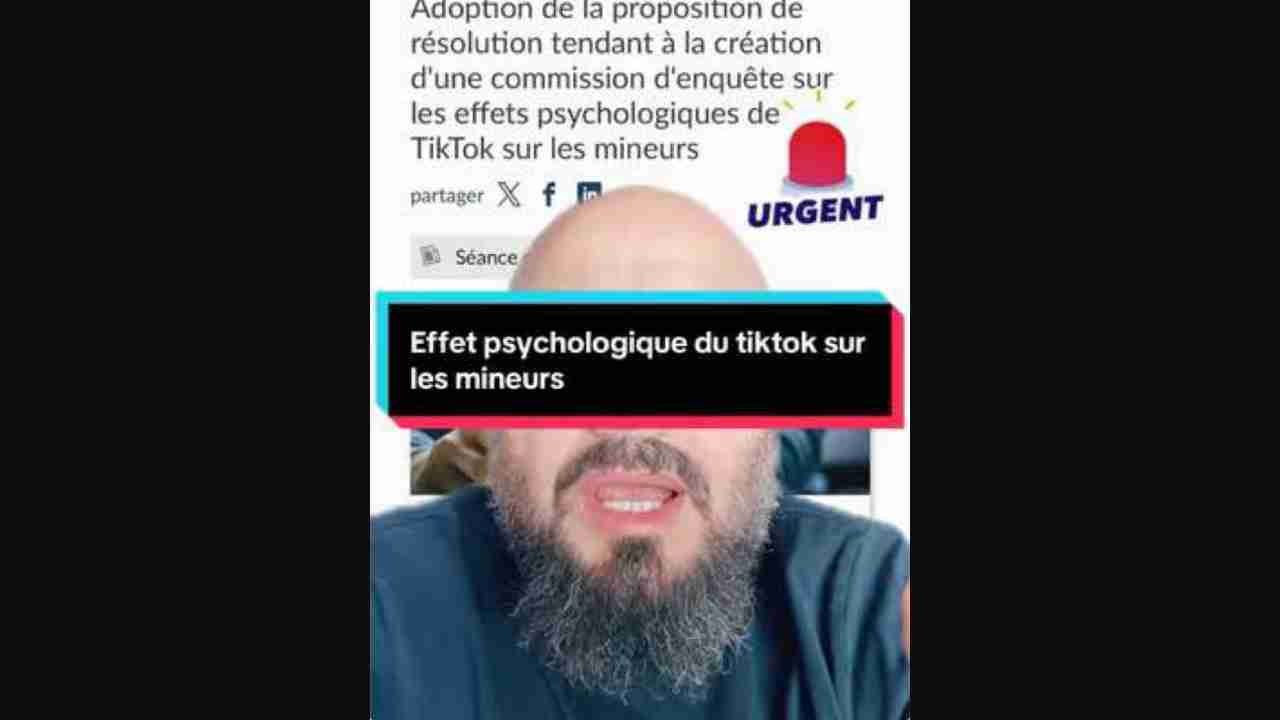 Adoption de la proposition de
résolution tendant à la création
d'une commission d'enquête sur
les effets psychologiques de
TikTok sur les mineurs
URGENT
partager X f in
Séance
Effet psychologique du tiktok sur
les mineurs